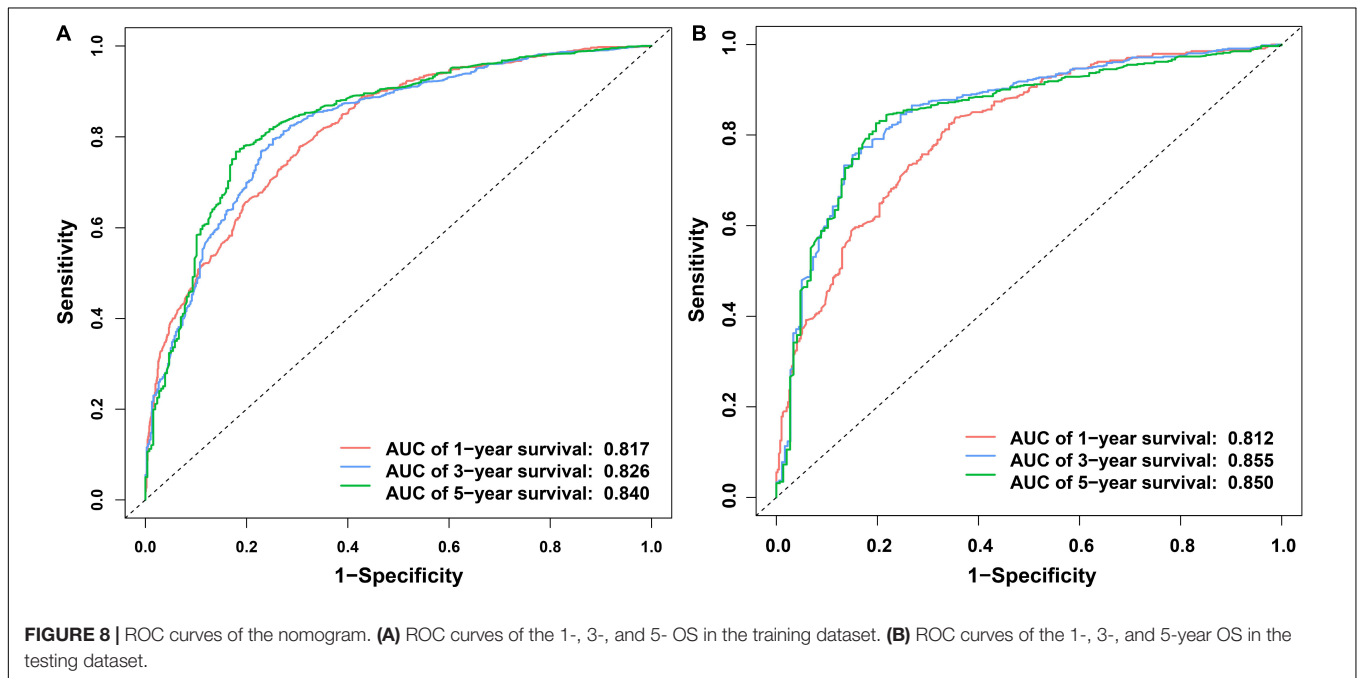 A
1.0
0.8
0.6
0.4
0.2
0.0
Sensitivity
AUC of 1−year survival: 0.817
AUC of 3−year survival: 0.826
AUC of 5−year survival: 0.840
0.0 0.2 0.4 0.6 0.8 1.0
1−Specificity
B
1.0
0.8
0.6
0.4
0.2
0.0
Sensitivity
AUC of 1−year survival: 0.812
AUC of 3−year survival: 0.855
AUC of 5−year survival: 0.850
0.0 0.2 0.4 0.6 0.8 1.0
1−Specificity
FIGURE 8 | ROC curves of the nomogram. (A) ROC curves of the 1-, 3-, and 5- OS in the training dataset. (B) ROC curves of the 1-, 3-, and 5-year OS in the
testing dataset.